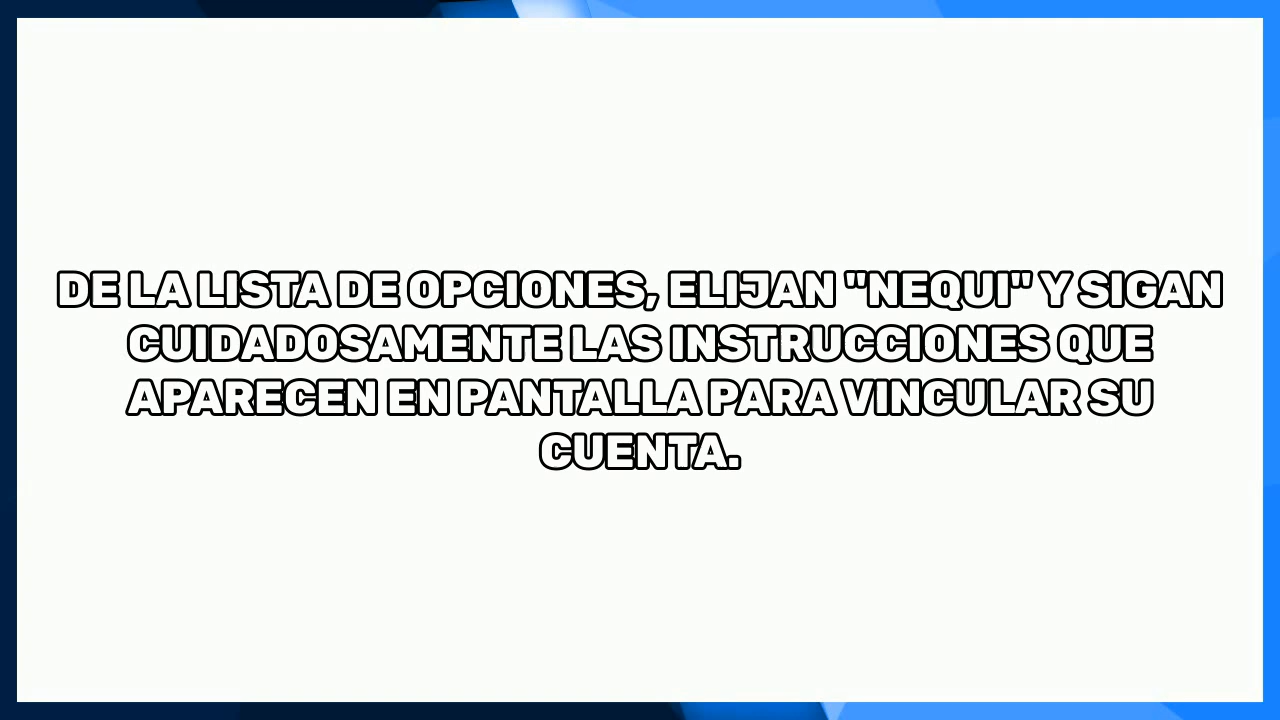 DE LA LISTA DE OPCIONES, ELIJAN "NEQUI" Y SIGAN
CUIDADOSAMENTE LAS INSTRUCCIONES QUE
APARECEN EN PANTALLA PARA VINCULAR SU
CUENTA.